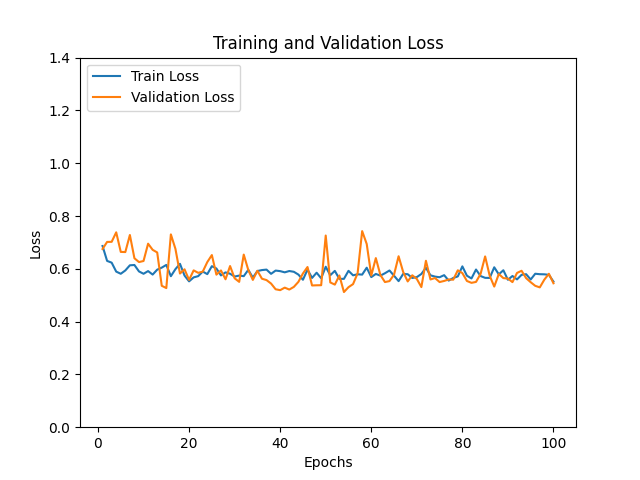 Training and Validation Loss
Train Loss
Validation Loss
Loss
1.4
1.2
1.0
0.8
0.6
0.4
0.2
0.0
0 20 40 60 80 100
Epochs